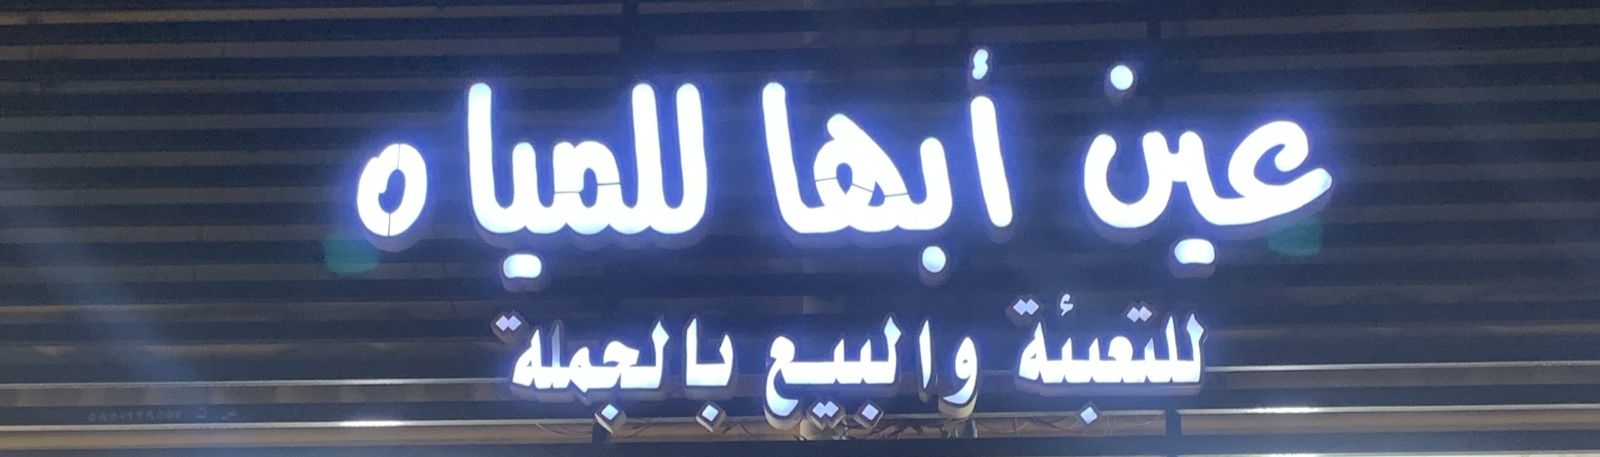 عين أبها للمياه
للتعبئة والبيع بالجملة